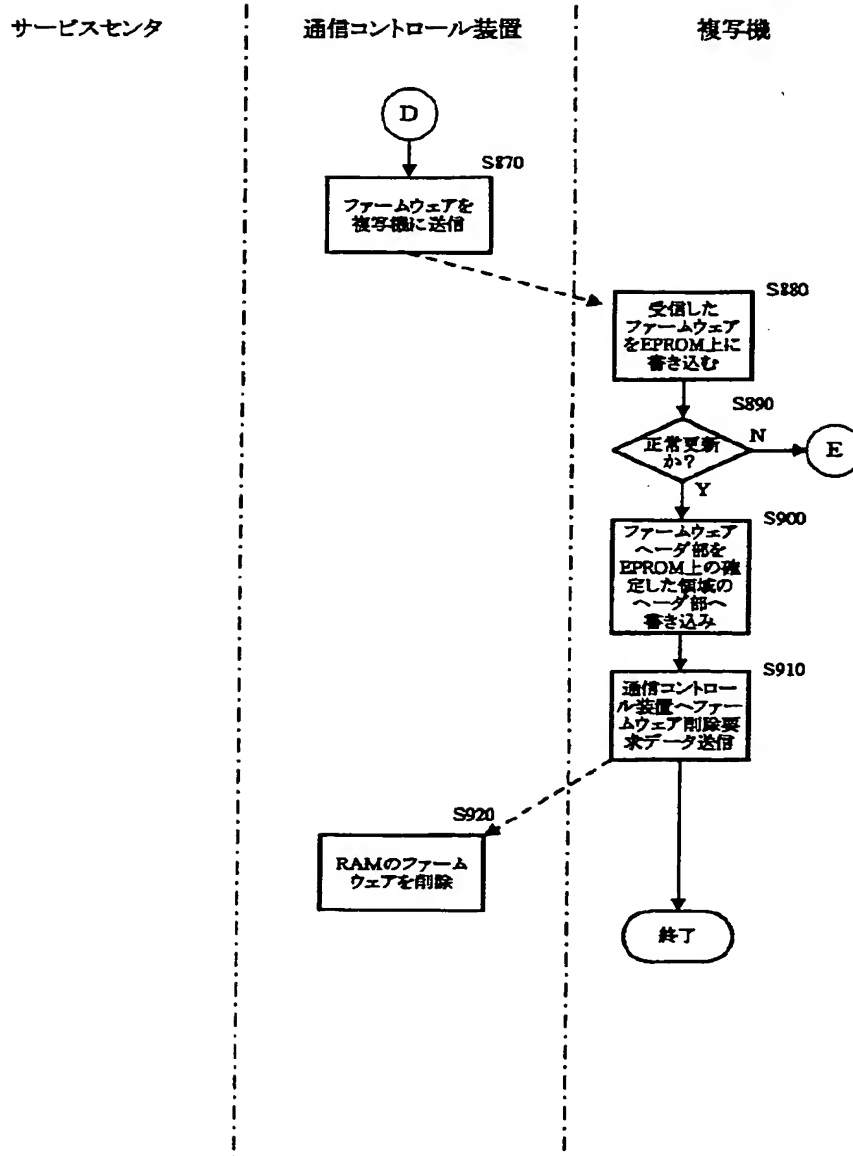 サービスセンタ
通信コントロール装置
複写機
D
S870
ファームウェアを
複写機に送信
S880
受信した
ファームウェア
をEPROM上に
書き込む
S890
正常更新
か?
N
E
Y
S900
ファームウェア
ヘーダ部を
EPROM上の確
定した領域の
ヘーダ部へ
書き込み
S910
通信コントロー
ル装置へファー
ムウェア削除要
求データ送信
S920
RAMのファーム
ウェアを削除
終了